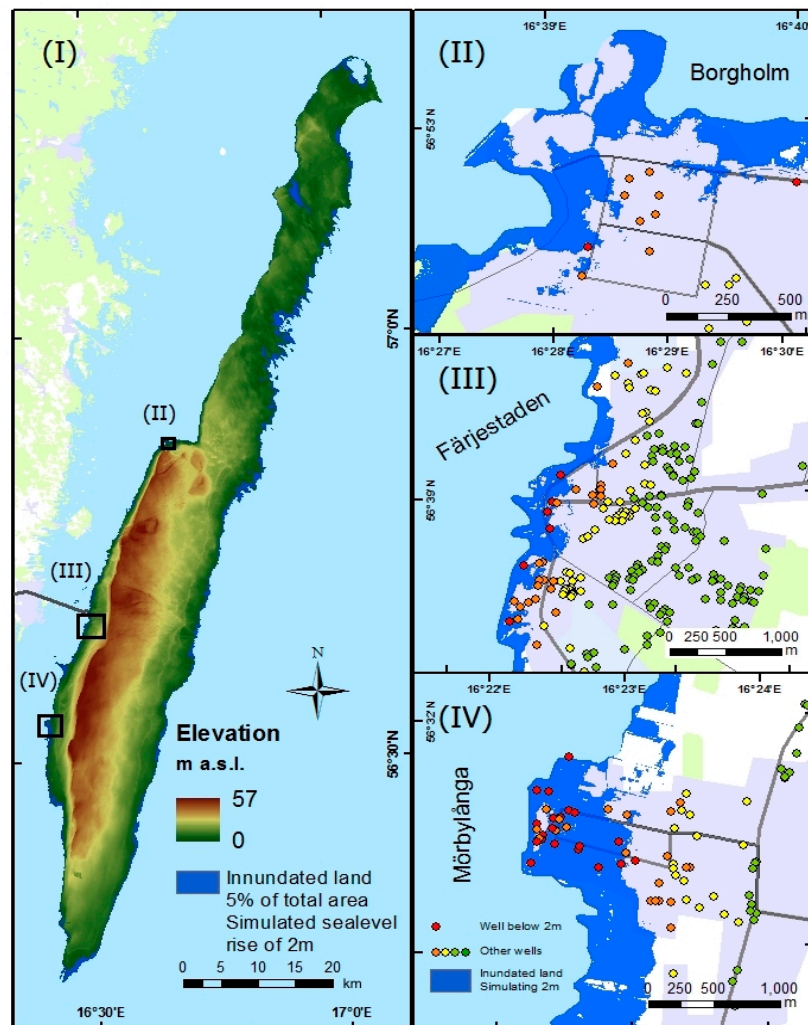 (I)
(II)
(III)
(IV)
57°0'N
56°30'N
N
Elevation
m a.s.l.
57
0
Innundated land
5% of total area
Simulated sealevel
rise of 2m
0 5 10 15 20
km
16°30'E
17°0'E
16°39'E
16°40'E
(II)
Borgholm
56°53'N
0 250 500
m
16°27'E
16°28'E
16°29'E
16°30'E
(III)
Färjestaden
56°39'N
0 250 500 1,000
m
16°22'E
16°23'E
16°24'E
(IV)
56°32'N
Mörbylånga
Well below 2m
Other wells
Inundated land
Simulating 2m
0 250 500 1,000
m